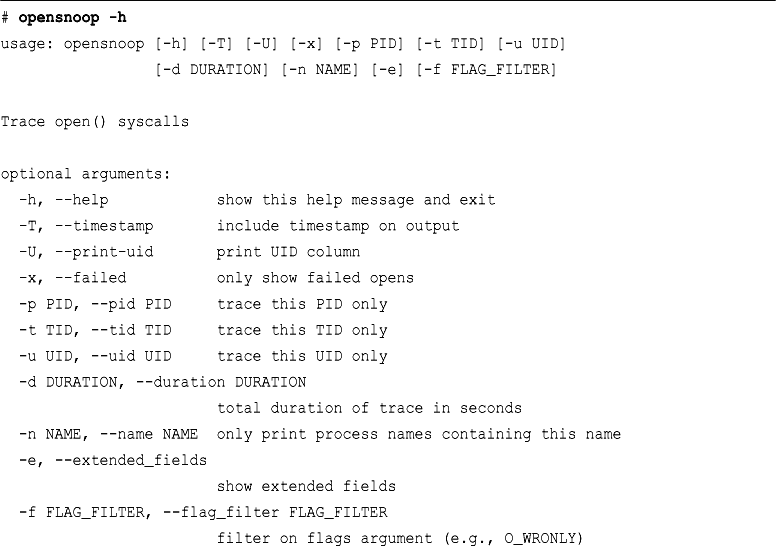 # opensnoop -h
usage: opensnoop [-h] [-T] [-U] [-x] [-p PID] [-t TID] [-u UID]
                 [-d DURATION] [-n NAME] [-e] [-f FLAG_FILTER]

Trace open() syscalls

optional arguments:
  -h, --help            show this help message and exit
  -T, --timestamp       include timestamp on output
  -U, --print-uid       print UID column
  -x, --failed          only show failed opens
  -p PID, --pid PID     trace this PID only
  -t TID, --tid TID     trace this TID only
  -u UID, --uid UID     trace this UID only
  -d DURATION, --duration DURATION
                        total duration of trace in seconds
  -n NAME, --name NAME  only print process names containing this name
  -e, --extended_fields
                        show extended fields
  -f FLAG_FILTER, --flag_filter FLAG_FILTER
                        filter on flags argument (e.g., O_WRONLY)